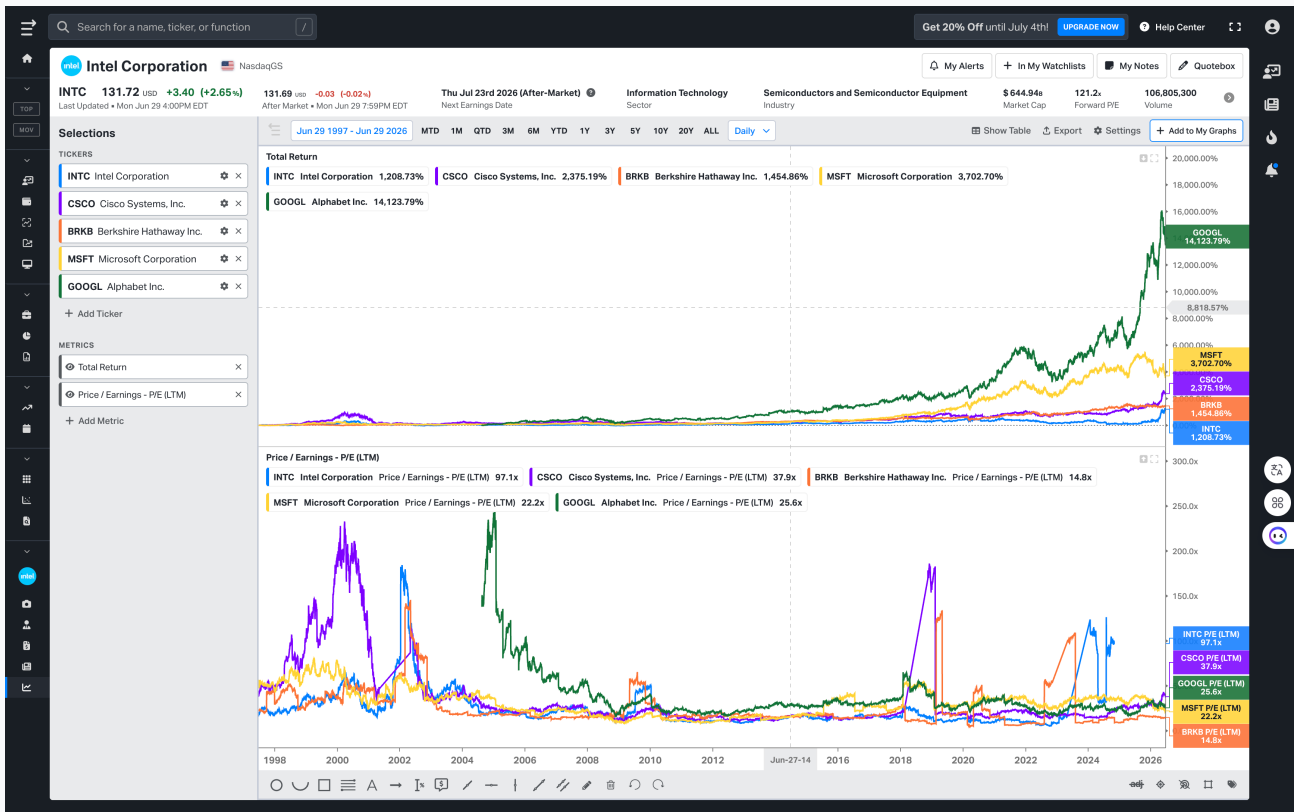 Search for a name, ticker, or function /
Get 20% Off until July 4th! UPGRADE NOW
Help Center
TOP
MOV
intel Intel Corporation NasdaqGS
My Alerts
+ In My Watchlists
My Notes
Quotebox
INTC 131.72 USD +3.40 (+2.65%)
Last Updated • Mon Jun 29 4:00PM EDT
131.69 USD -0.03 (-0.02%)
After Market • Mon Jun 29 7:59PM EDT
Thu Jul 23rd 2026 (After-Market)
Next Earnings Date
Information Technology
Sector
Semiconductors and Semiconductor Equipment
Industry
$ 644.94B
Market Cap
121.2x
Forward P/E
106,805,300
Volume
Selections
TICKERS
INTC Intel Corporation
CSCO Cisco Systems, Inc.
BRKB Berkshire Hathaway Inc.
MSFT Microsoft Corporation
GOOGL Alphabet Inc.
+ Add Ticker
METRICS
Total Return
Price / Earnings - P/E (LTM)
+ Add Metric
intel
Jun 29 1997 - Jun 29 2026 MTD 1M QTD 3M 6M YTD 1Y 3Y 5Y 10Y 20Y ALL Daily
Show Table Export Settings + Add to My Graphs
Total Return
INTC Intel Corporation 1,208.73% CSCO Cisco Systems, Inc. 2,375.19% BRKB Berkshire Hathaway Inc. 1,454.86% MSFT Microsoft Corporation 3,702.70%
GOOGL Alphabet Inc. 14,123.79%
20,000.00%
18,000.00%
16,000.00%
GOOGL
14,123.79%
12,000.00%
10,000.00%
8,818.57%
8,000.00%
6,000.00%
MSFT
3,702.70%
CSCO
2,375.19%
BRKB
1,454.86%
INTC
1,208.73%
Price / Earnings - P/E (LTM)
INTC Intel Corporation Price / Earnings - P/E (LTM) 97.1x CSCO Cisco Systems, Inc. Price / Earnings - P/E (LTM) 37.9x BRKB Berkshire Hathaway Inc. Price / Earnings - P/E (LTM) 14.8x
MSFT Microsoft Corporation Price / Earnings - P/E (LTM) 22.2x GOOGL Alphabet Inc. Price / Earnings - P/E (LTM) 25.6x
300.0x
250.0x
200.0x
150.0x
INTC P/E (LTM)
97.1x
CSCO P/E (LTM)
37.9x
GOOGL P/E (LTM)
25.6x
MSFT P/E (LTM)
22.2x
BRKB P/E (LTM)
14.8x
1998 2000 2002 2004 2006 2008 2010 2012 Jun-27-14 2016 2018 2020 2022 2024 2026
adj